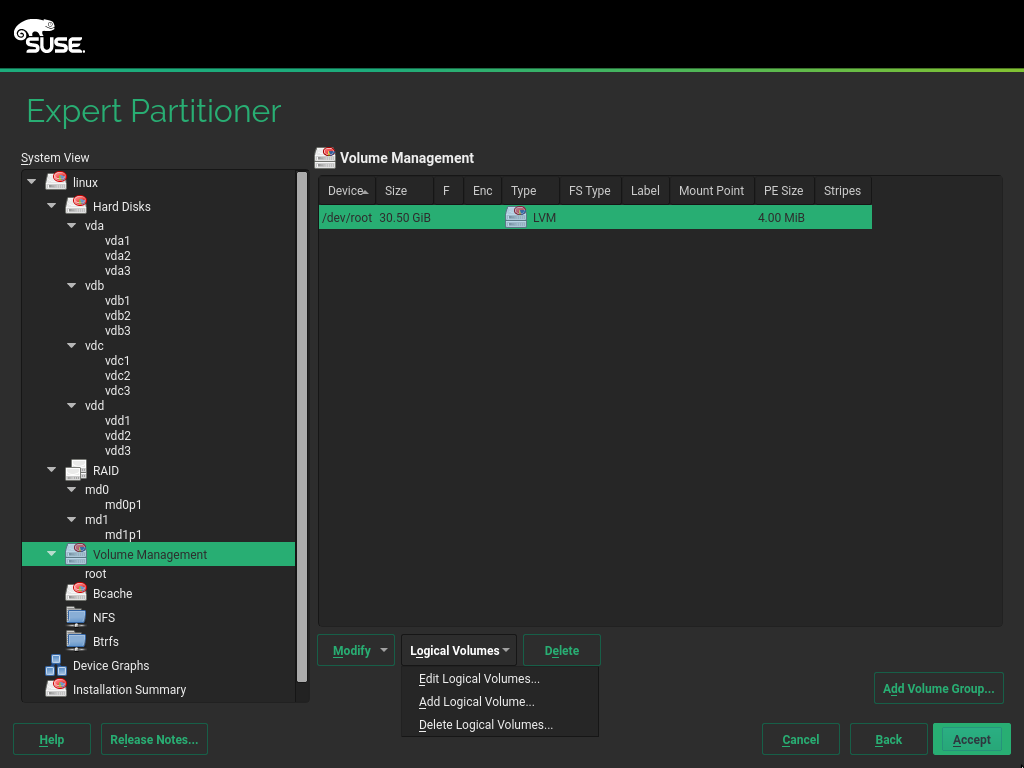 SUSE.
Expert Partitioner
System View
linux
Hard Disks
vda
vda1
vda2
vda3
vdb
vdb1
vdb2
vdb3
vdc
vdc1
vdc2
vdc3
vdd
vdd1
vdd2
vdd3
RAID
md0
md0p1
md1
md1p1
Volume Management
root
Bcache
NFS
Btrfs
Device Graphs
Installation Summary
Volume Management
Device Size F Enc Type FS Type Label Mount Point PE Size Stripes
/dev/root 30.50 GiB LVM 4.00 MiB
Modify Logical Volumes Delete
Edit Logical Volumes...
Add Logical Volume...
Delete Logical Volumes...
Add Volume Group...
Help Release Notes... Cancel Back Accept